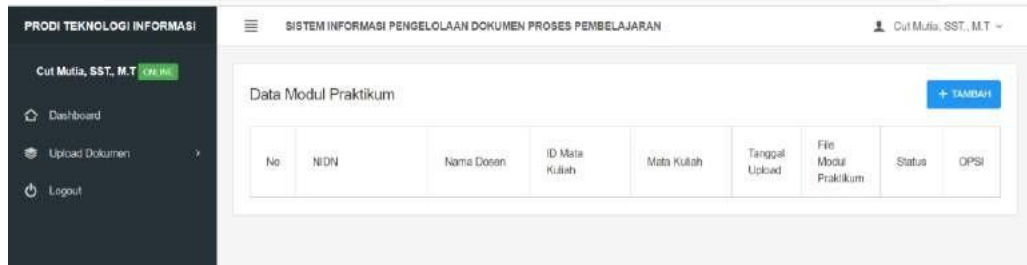 PRODI TEKNOLOGI INFORMASI
SISTEM INFORMASI PENGELOLAAN DOKUMEN PROSES PEMBELAJARAN
Cut Mutia, SST., M.T
Cut Mutia, SST., M.T ONLINE
Dashboard
Upload Dokumen
Logout
Data Modul Praktikum
+ TAMBAH
No
NIDN
Nama Dosen
ID Mata
Kuliah
Mata Kuliah
Tanggal
Upload
File
Modul
Praktikum
Status
OPSI